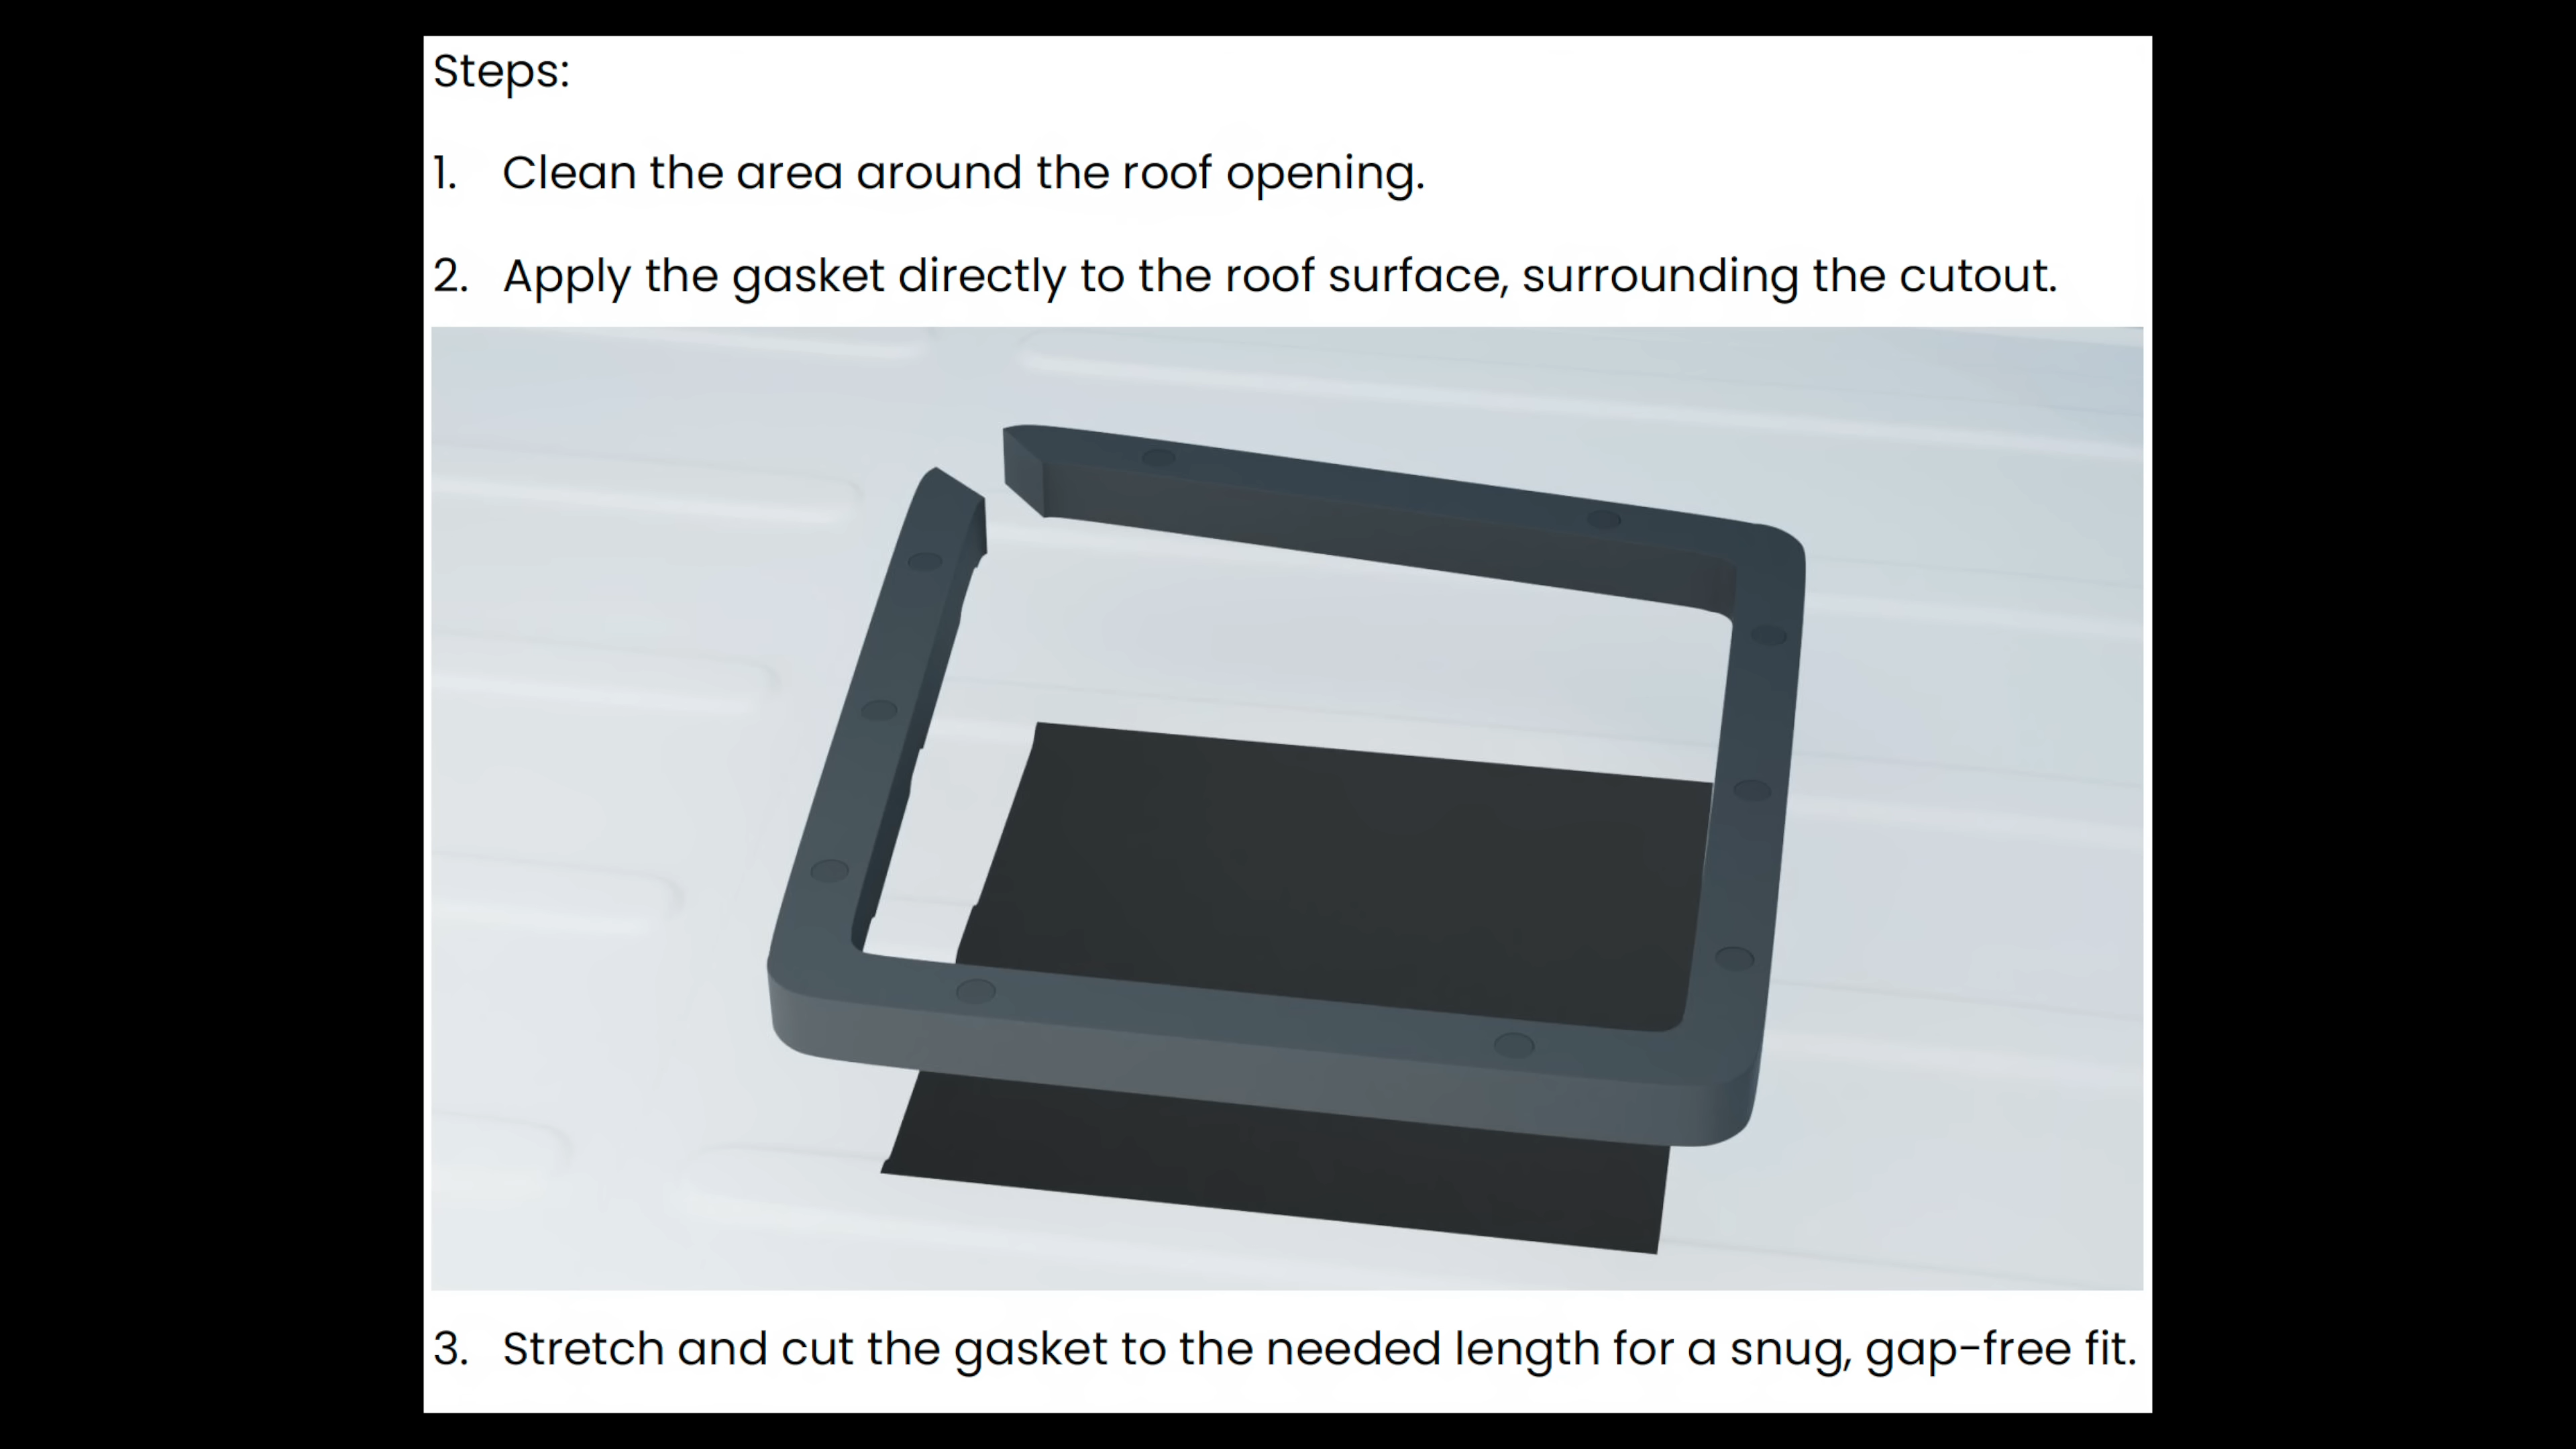 Steps:
1. Clean the area around the roof opening.
2. Apply the gasket directly to the roof surface, surrounding the cutout.
3. Stretch and cut the gasket to the needed length for a snug, gap-free fit.